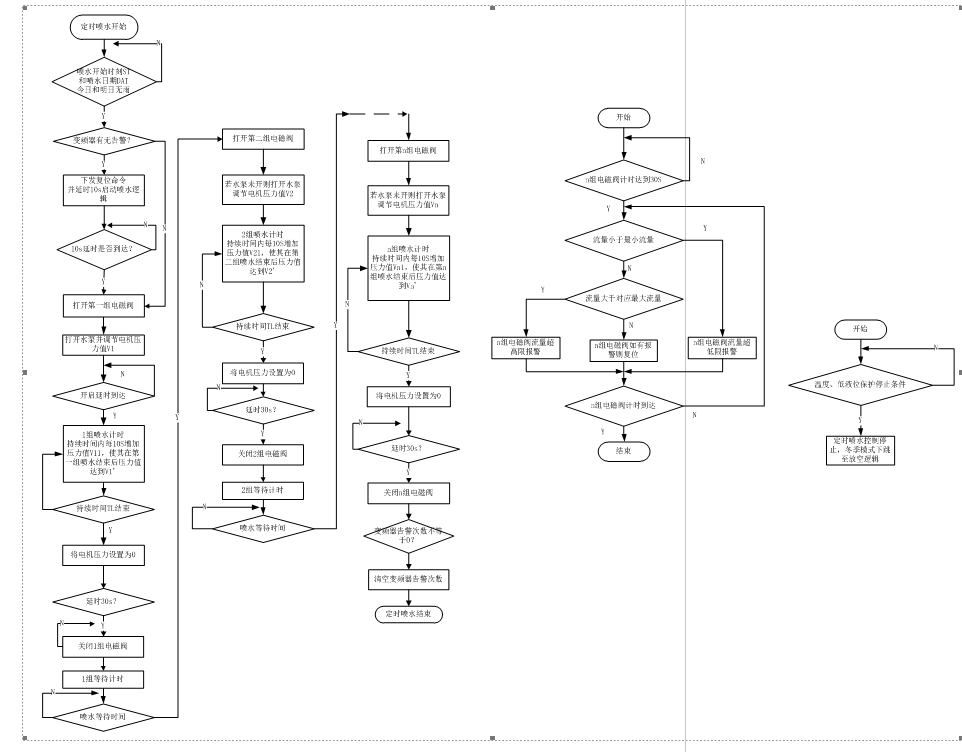 定时喷水开始
N
喷水开始时刻ST
和喷水日期DAT
今日和明日无雨
Y
变频器有无告警？
Y
N
下发复位命令
并延时10s启动喷水逻
辑
N
10s延时是否到达？
Y
打开第一组电磁阀
打开水泵并调节电机压
力值V1
N
开启延时到达
Y
1组喷水计时
持续时间内每10S增加
压力值V11，使其在第
一组喷水结束后压力值
达到V1'
N
持续时间TL结束
Y
将电机压力设置为0
延时30s？
N
Y
关闭1组电磁阀
1组等待计时
N
喷水等待时间
Y
打开第二组电磁阀
若水泵未开则打开水泵
调节电机压力值V2
2组喷水计时
持续时间内每10S增加
压力值V21，使其在第
二组喷水结束后压力值
达到V2'
N
持续时间TL结束
Y
将电机压力设置为0
N
延时30s？
Y
关闭2组电磁阀
2组等待计时
N
喷水等待时间
Y
打开第n组电磁阀
若水泵未开则打开水泵
调节电机压力值Vn
n组喷水计时
持续时间内每10S增加
压力值Vn1，使其在第n
组喷水结束后压力值达
到Vn'
N
持续时间TL结束
Y
将电机压力设置为0
N
延时30s？
Y
关闭n组电磁阀
变频器告警次数不等
于0？
清空变频器告警次数
定时喷水结束
开始
N
n组电磁阀计时达到30S
Y
流量小于最小流量
Y
N
流量大于对应最大流量
Y
N
n组电磁阀流量超
高限报警
n组电磁阀如有报
警则复位
n组电磁阀流量超
低限报警
n组电磁阀计时到达
N
Y
结束
开始
N
温度、低液位保护停止条件
Y
定时喷水控制停
止，冬季模式下跳
至放空逻辑